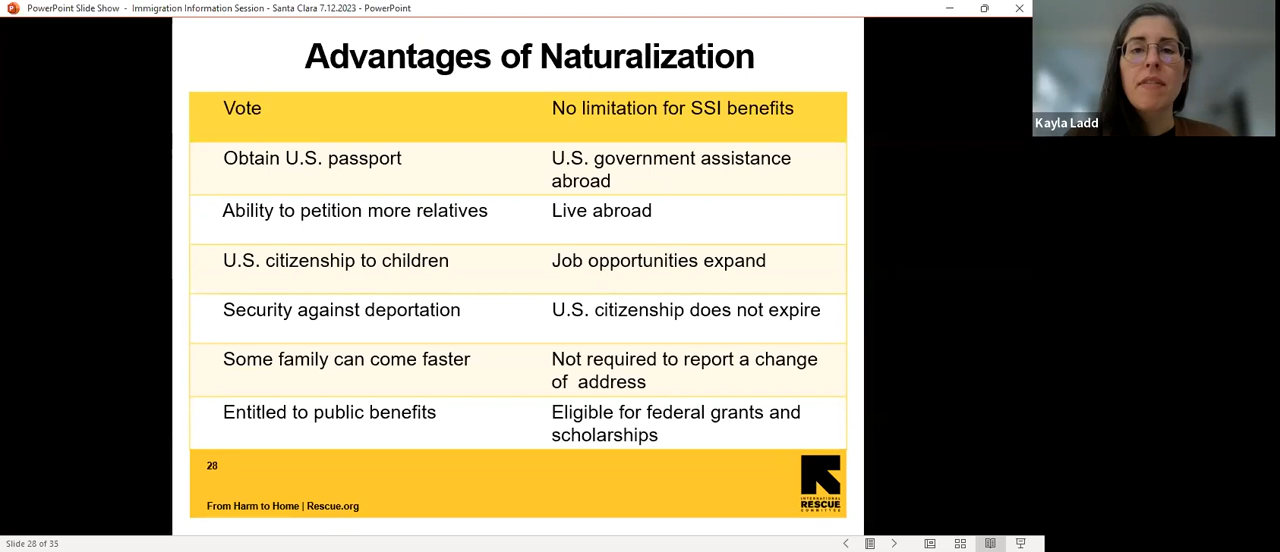 PowerPoint Slide Show - Immigration Information Session - Santa Clara 7.12.2023 - PowerPoint
Kayla Ladd
Advantages of Naturalization
Vote
No limitation for SSI benefits
Obtain U.S. passport
U.S. government assistance
abroad
Ability to petition more relatives
Live abroad
U.S. citizenship to children
Job opportunities expand
Security against deportation
U.S. citizenship does not expire
Some family can come faster
Not required to report a change
of address
Entitled to public benefits
Eligible for federal grants and
scholarships
28
From Harm to Home | Rescue.org
INTERNATIONAL
RESCUE
COMMITTEE
Slide 28 of 35